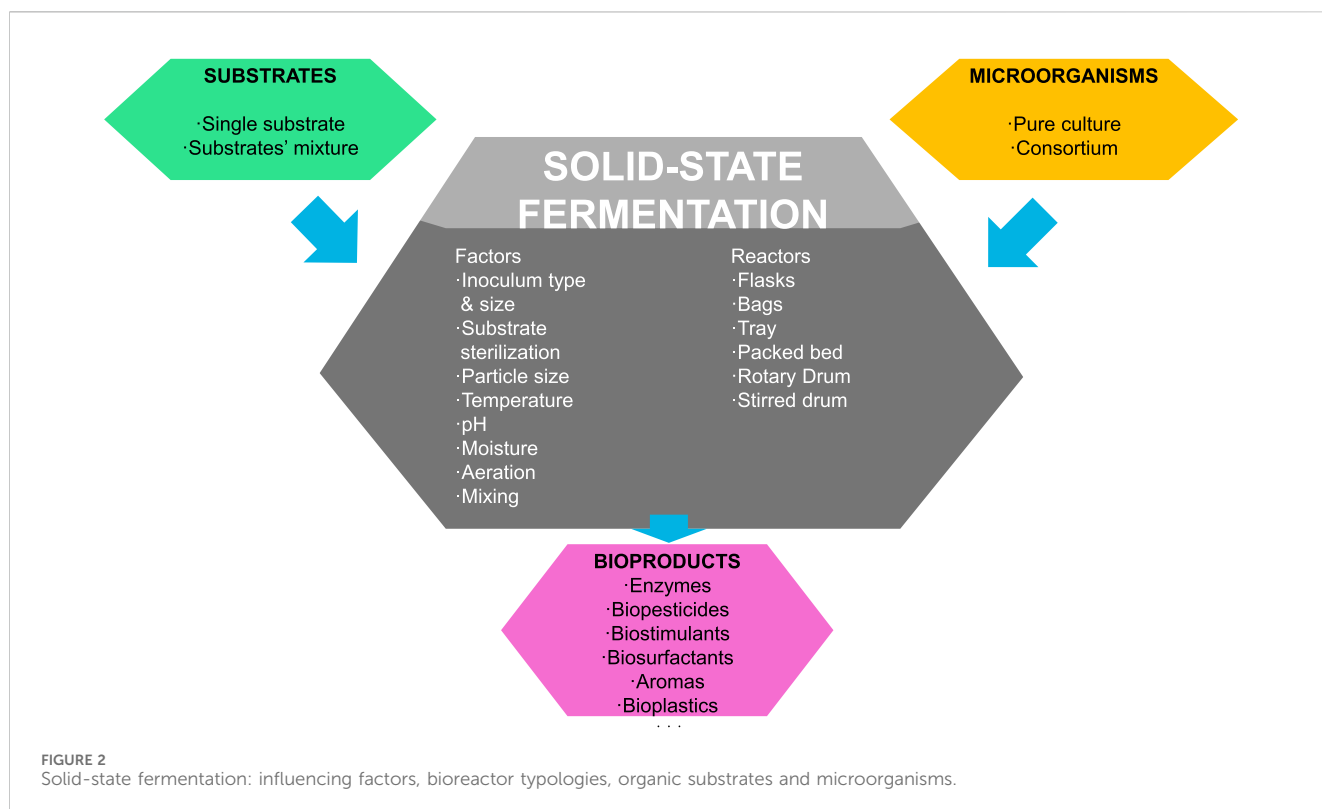 SUBSTRATES
·Single substrate
·Substrates’ mixture
MICROORGANISMS
·Pure culture
·Consortium
SOLID-STATE
FERMENTATION
Factors
·Inoculum type
& size
·Substrate
sterilization
·Particle size
·Temperature
·pH
·Moisture
·Aeration
·Mixing
Reactors
·Flasks
·Bags
·Tray
·Packed bed
·Rotary Drum
·Stirred drum
BIOPRODUCTS
·Enzymes
·Biopesticides
·Biostimulants
·Biosurfactants
·Aromas
·Bioplastics
· · ·
FIGURE 2
Solid-state fermentation: influencing factors, bioreactor typologies, organic substrates and microorganisms.